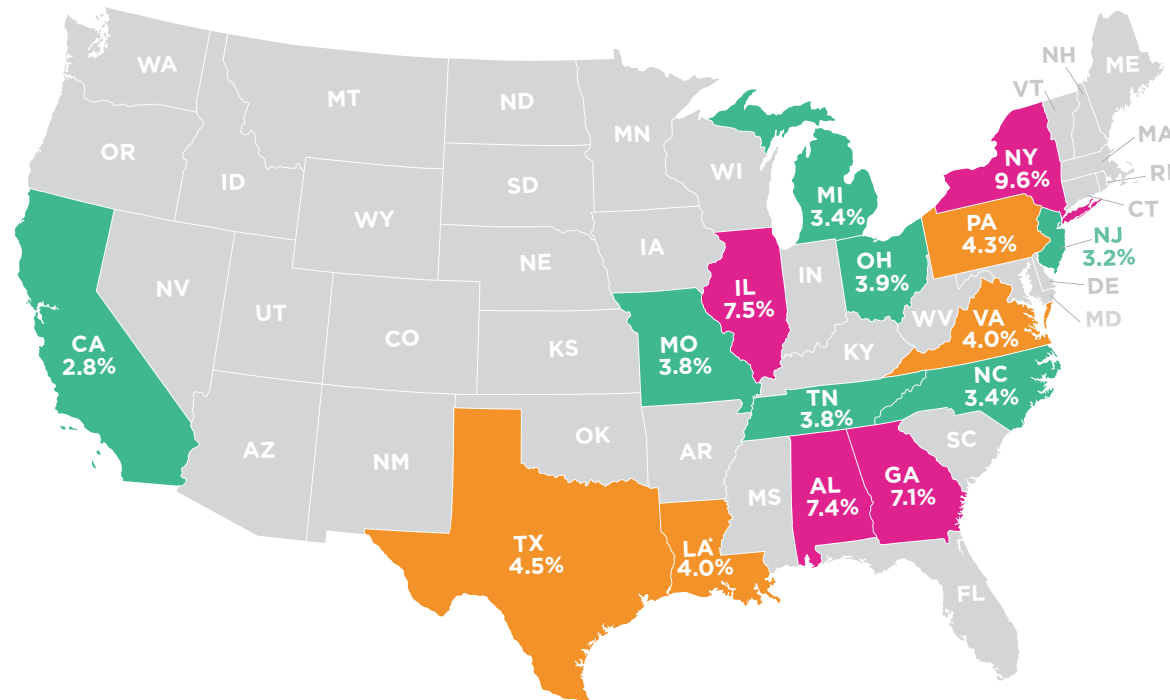 NH
ME
WA
VT
MT
ND
MN
MA
OR
NY
9.6%
WI
RI
ID
SD
MI
3.4%
WY
CT
PA
4.3%
NJ
3.2%
IA
OH
3.9%
NE
IN
IL
7.5%
NV
DE
UT
WV
VA
4.0%
MD
CO
CA
2.8%
MO
3.8%
KS
KY
NC
3.4%
TN
3.8%
OK
SC
AZ
NM
AR
GA
7.1%
AL
7.4%
MS
TX
4.5%
LA*
4.0%
FL